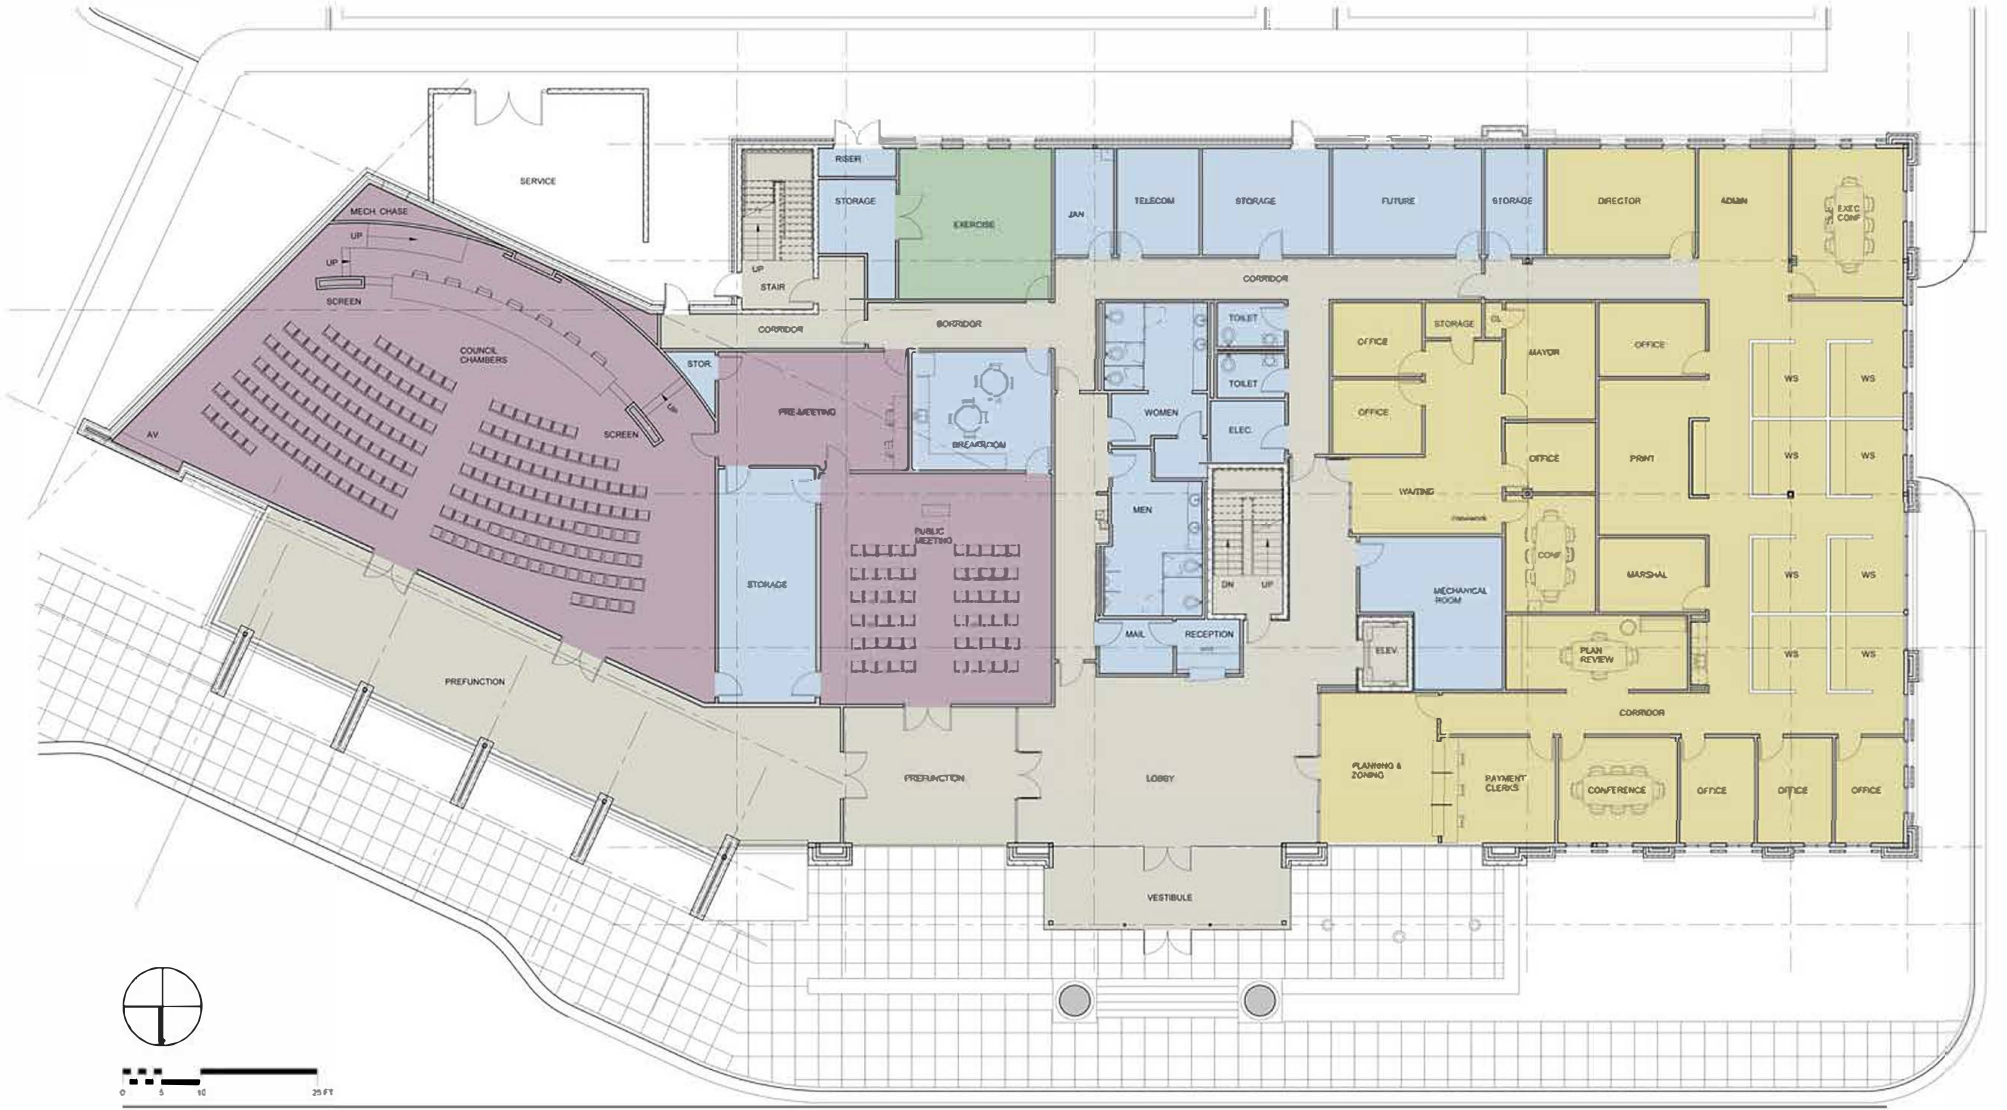 RISER
SERVICE
STORAGE
JAN
TELECOM
STORAGE
FUTURE
STORAGE
DIRECTOR
ADMIN
EXEC
CONF
MECH. CHASE
UP
UP
SCREEN
EXERCISE
UP
STAIR
CORRIDOR
CORRIDOR
CORRIDOR
TOILET
STORAGE
CL
OFFICE
MAYOR
OFFICE
COUNCIL
CHAMBERS
STOR.
TOILET
WS
WS
UP
PRE-MEETING
WOMEN
OFFICE
AV
SCREEN
BREAKROOM
ELEC.
OFFICE
PRINT
WS
WS
WAITING
MEN
PUBLIC
MEETING
CONF
STORAGE
DN
UP
MECHANICAL
ROOM
MARSHAL
WS
WS
MAIL
RECEPTION
ELEV.
PLAN
REVIEW
WS
WS
PREFUNCTION
CORRIDOR
PREFUNCTION
LOBBY
PLANNING &
ZONING
PAYMENT
CLERKS
CONFERENCE
OFFICE
OFFICE
OFFICE
VESTIBULE
0 5 10 25 FT